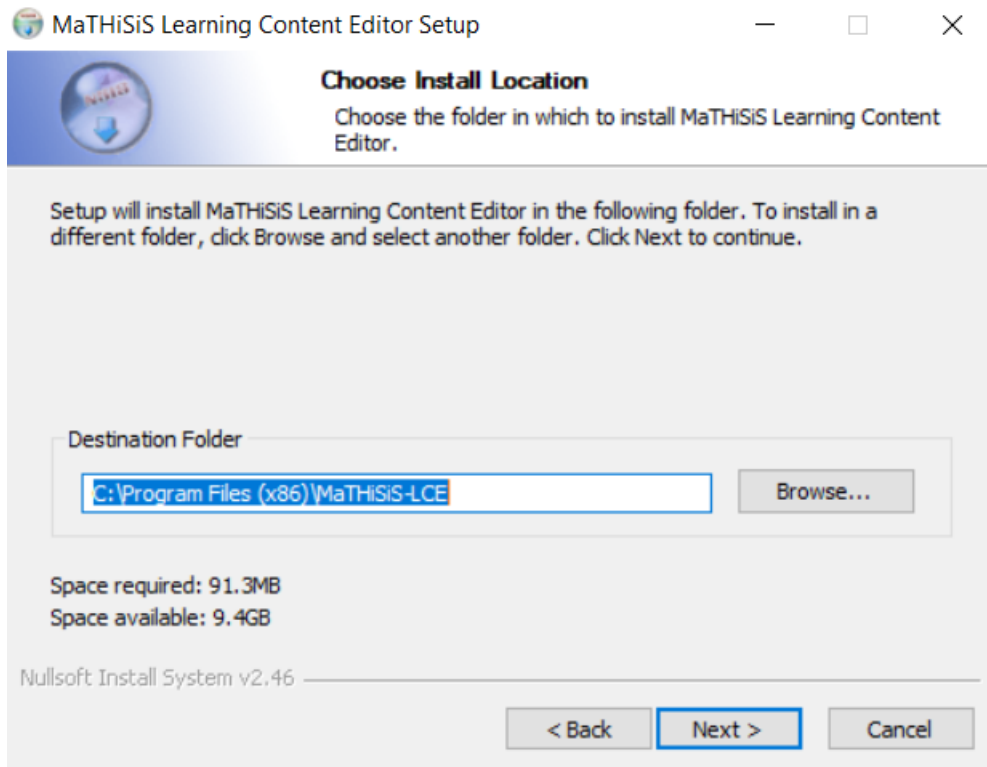 MaTHiSiS Learning Content Editor Setup
Choose Install Location
Choose the folder in which to install MaTHiSiS Learning Content
Editor.
Setup will install MaTHiSiS Learning Content Editor in the following folder. To install in a
different folder, click Browse and select another folder. Click Next to continue.
Destination Folder
C:\Program Files (x86)\MaTHiSiS-LCE
Browse...
Space required: 91.3MB
Space available: 9.4GB
Nullsoft Install System v2.46
< Back
Next >
Cancel